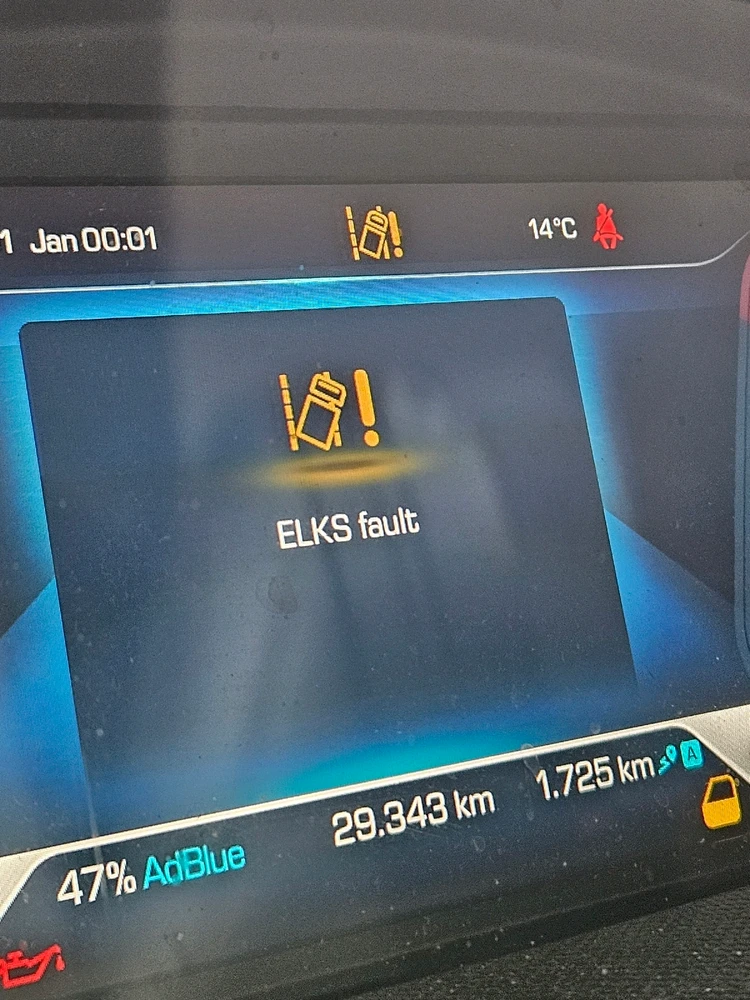 1 Jan 00:01
14°C
ELKS fault
1.725 km A
29.343 km
47% AdBlue